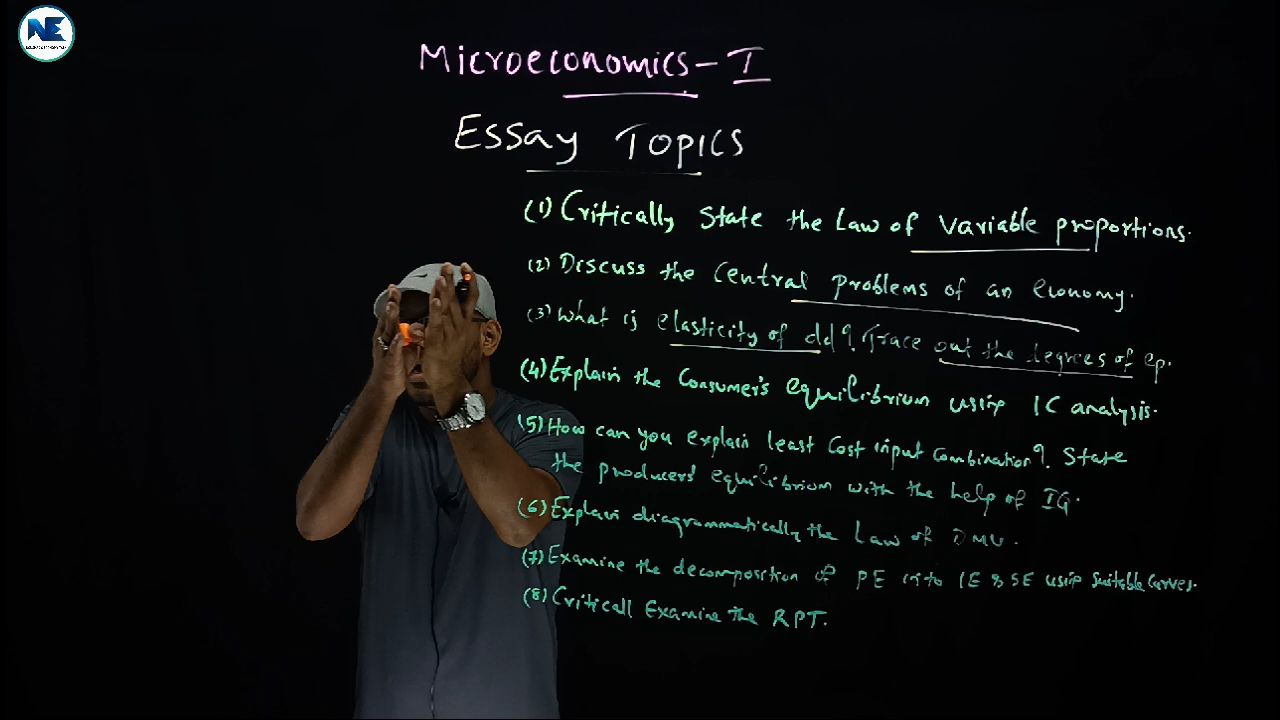 NE
Microeconomics - I
Essay Topics
(1) Critically State the Law of variable proportions.
(2) Discuss the Central problems of an economy.
(3) What is elasticity of dd? Trace out the degrees of ep.
(4) Explain the Consumer's equilibrium using IC analysis.
(5) How can you explain least Cost input Combination?. State
the producers' equilibrium with the help of IQ.
(6) Explain diagrammatically the Law of DMU.
(7) Examine the decomposition of PE into IE & SE using suitable Curves.
(8) Criticall Examine the RPT.